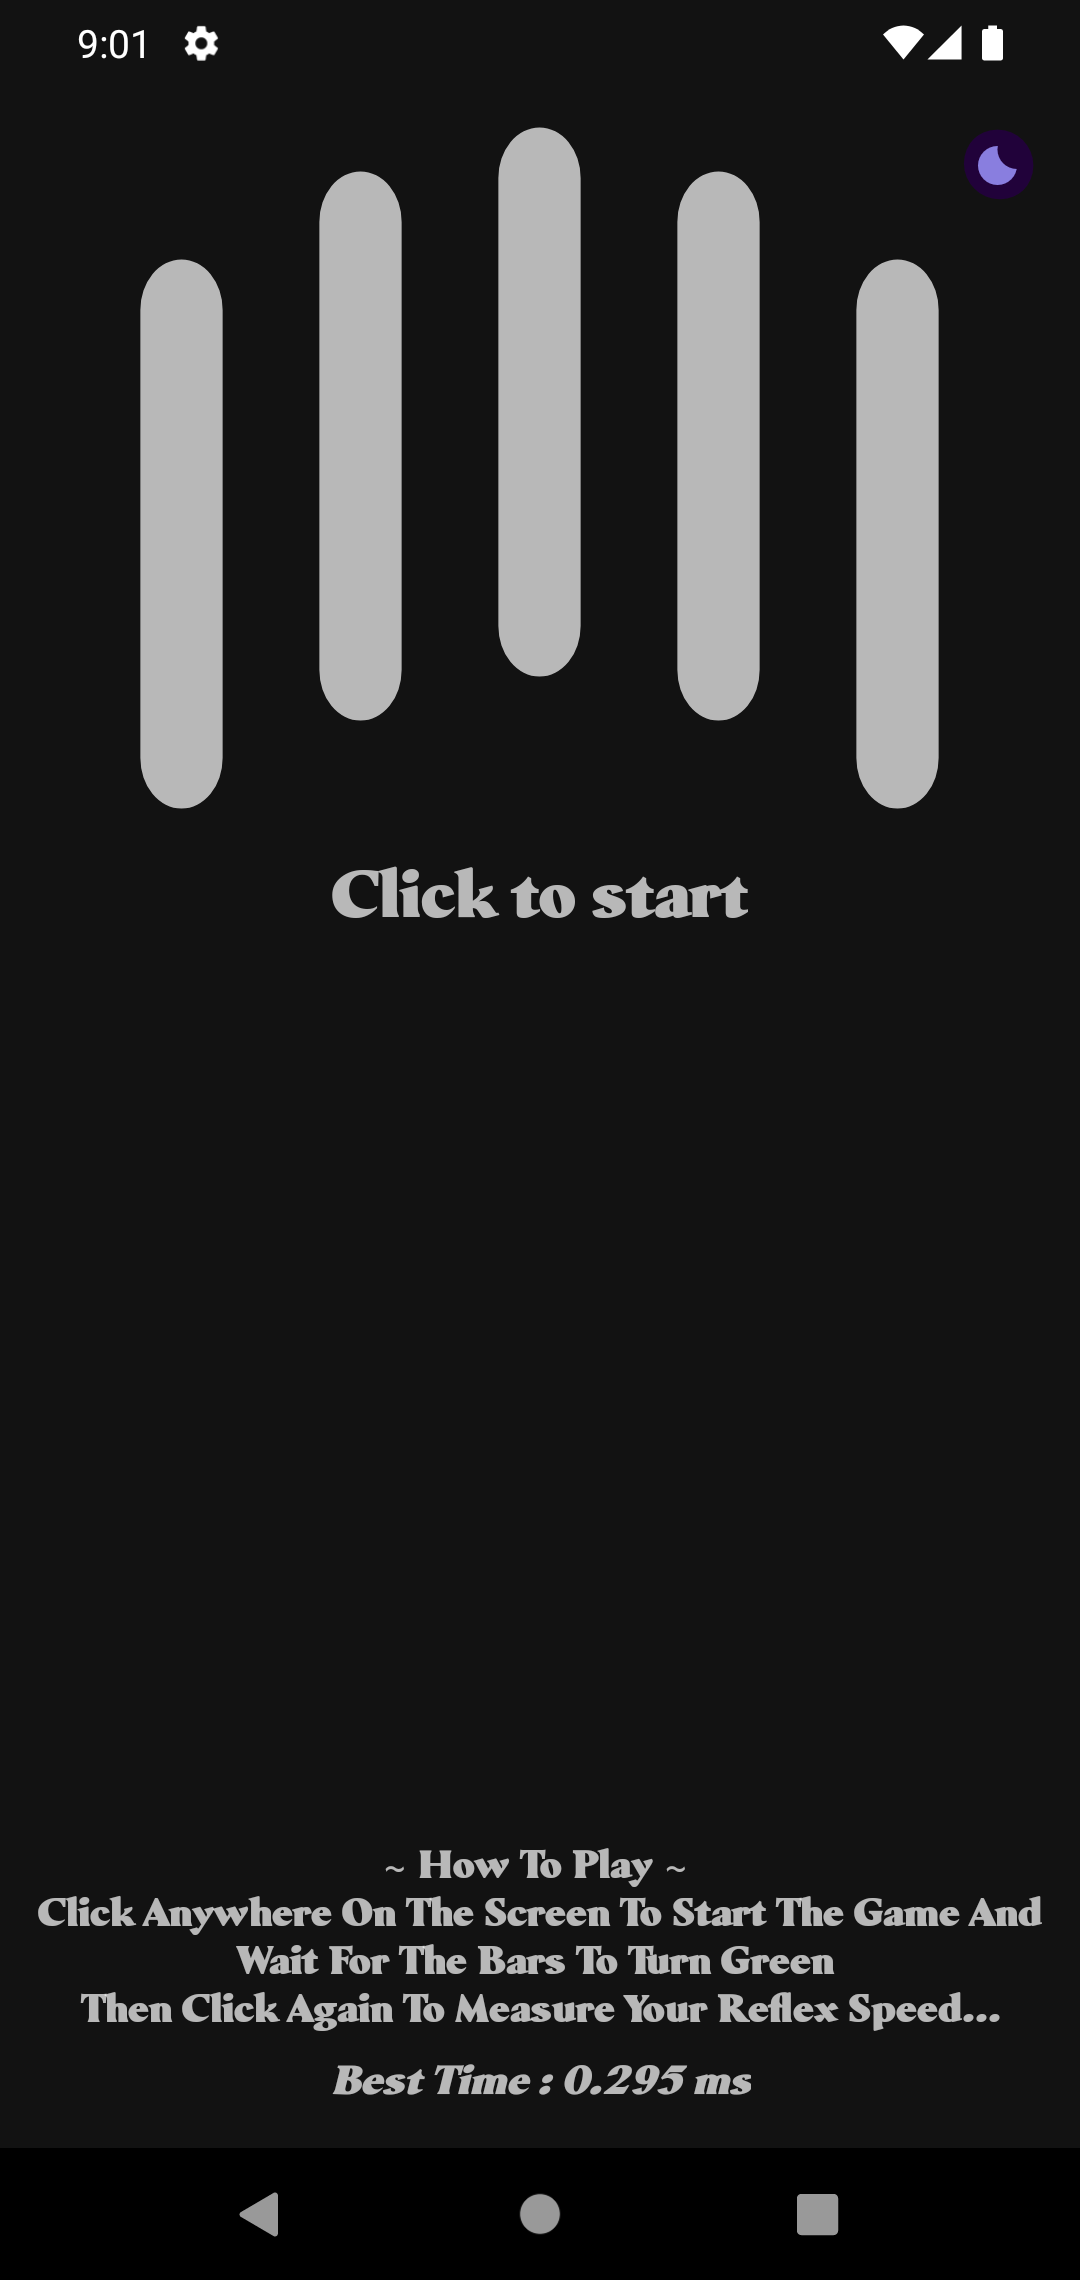 9:01
Click to start
~ How To Play ~
Click Anywhere On The Screen To Start The Game And
Wait For The Bars To Turn Green
Then Click Again To Measure Your Reflex Speed...
Best Time : 0.295 ms